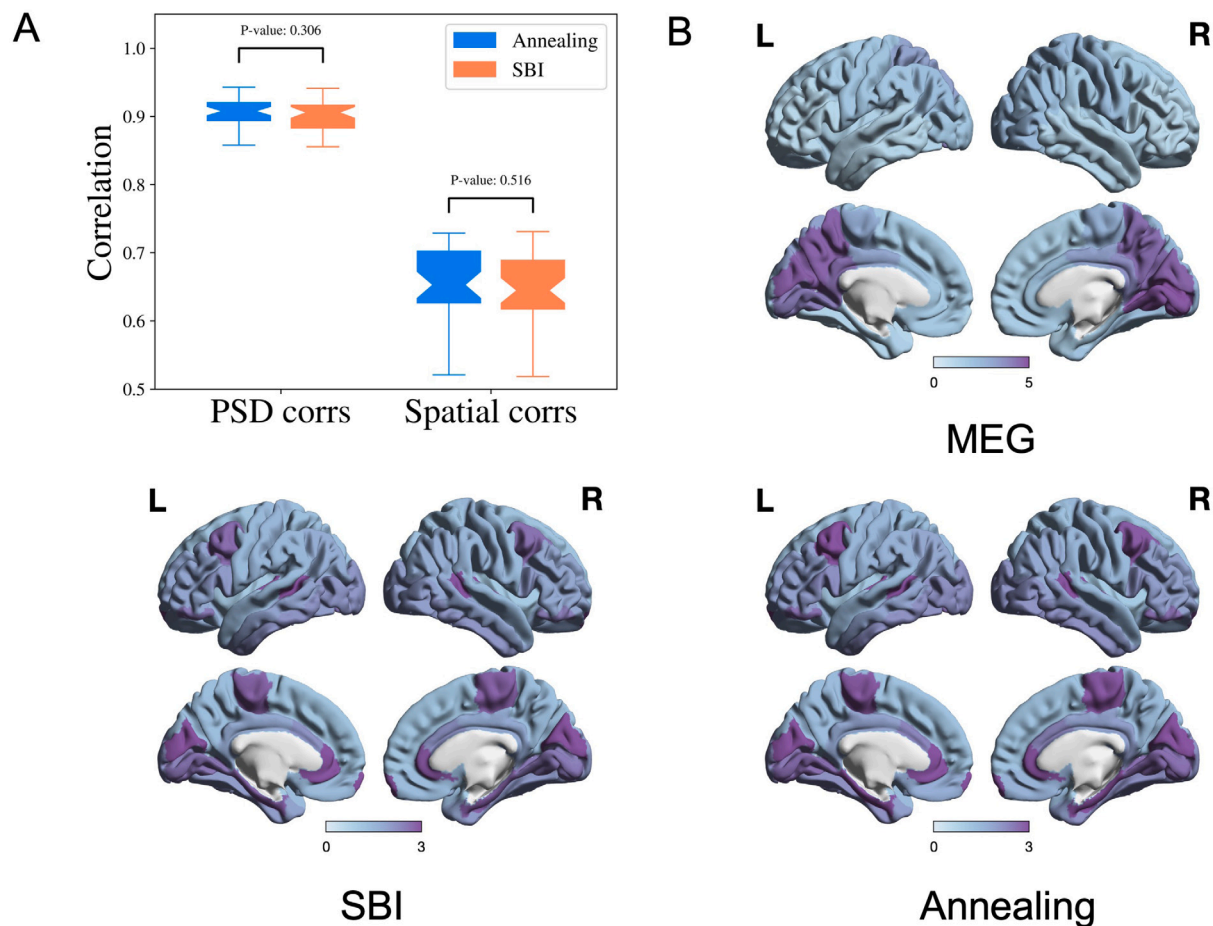 A
P-value: 0.306
Annealing
SBI
P-value: 0.516
1.0
0.9
0.8
0.7
0.6
0.5
Correlation
PSD corrs
Spatial corrs
B
L
R
0
5
MEG
L
R
0
3
SBI
L
R
0
3
Annealing